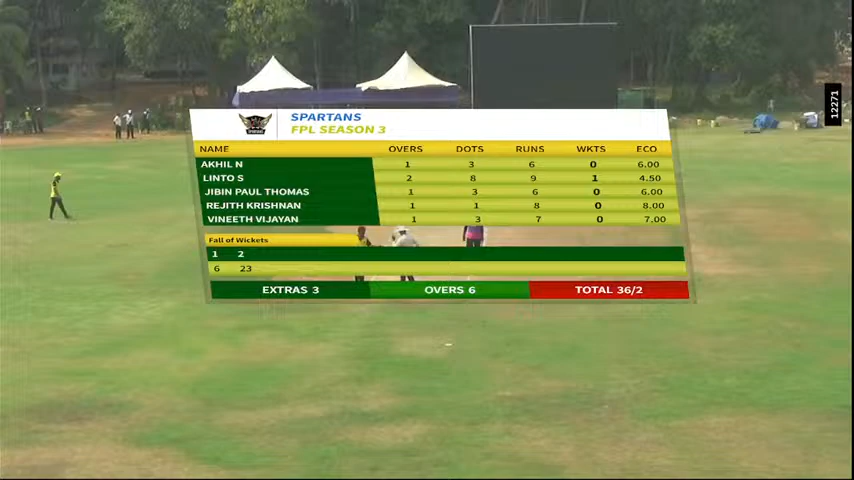 SPARTANS
FPL SEASON 3
NAME OVERS DOTS RUNS WKTS ECO
AKHIL N 1 3 6 0 6.00
LINTO S 2 8 9 1 4.50
JIBIN PAUL THOMAS 1 3 6 0 6.00
REJITH KRISHNAN 1 1 8 0 8.00
VINEETH VIJAYAN 1 3 7 0 7.00
Fall of Wickets
1 2
6 23
EXTRAS 3 OVERS 6 TOTAL 36/2
12271